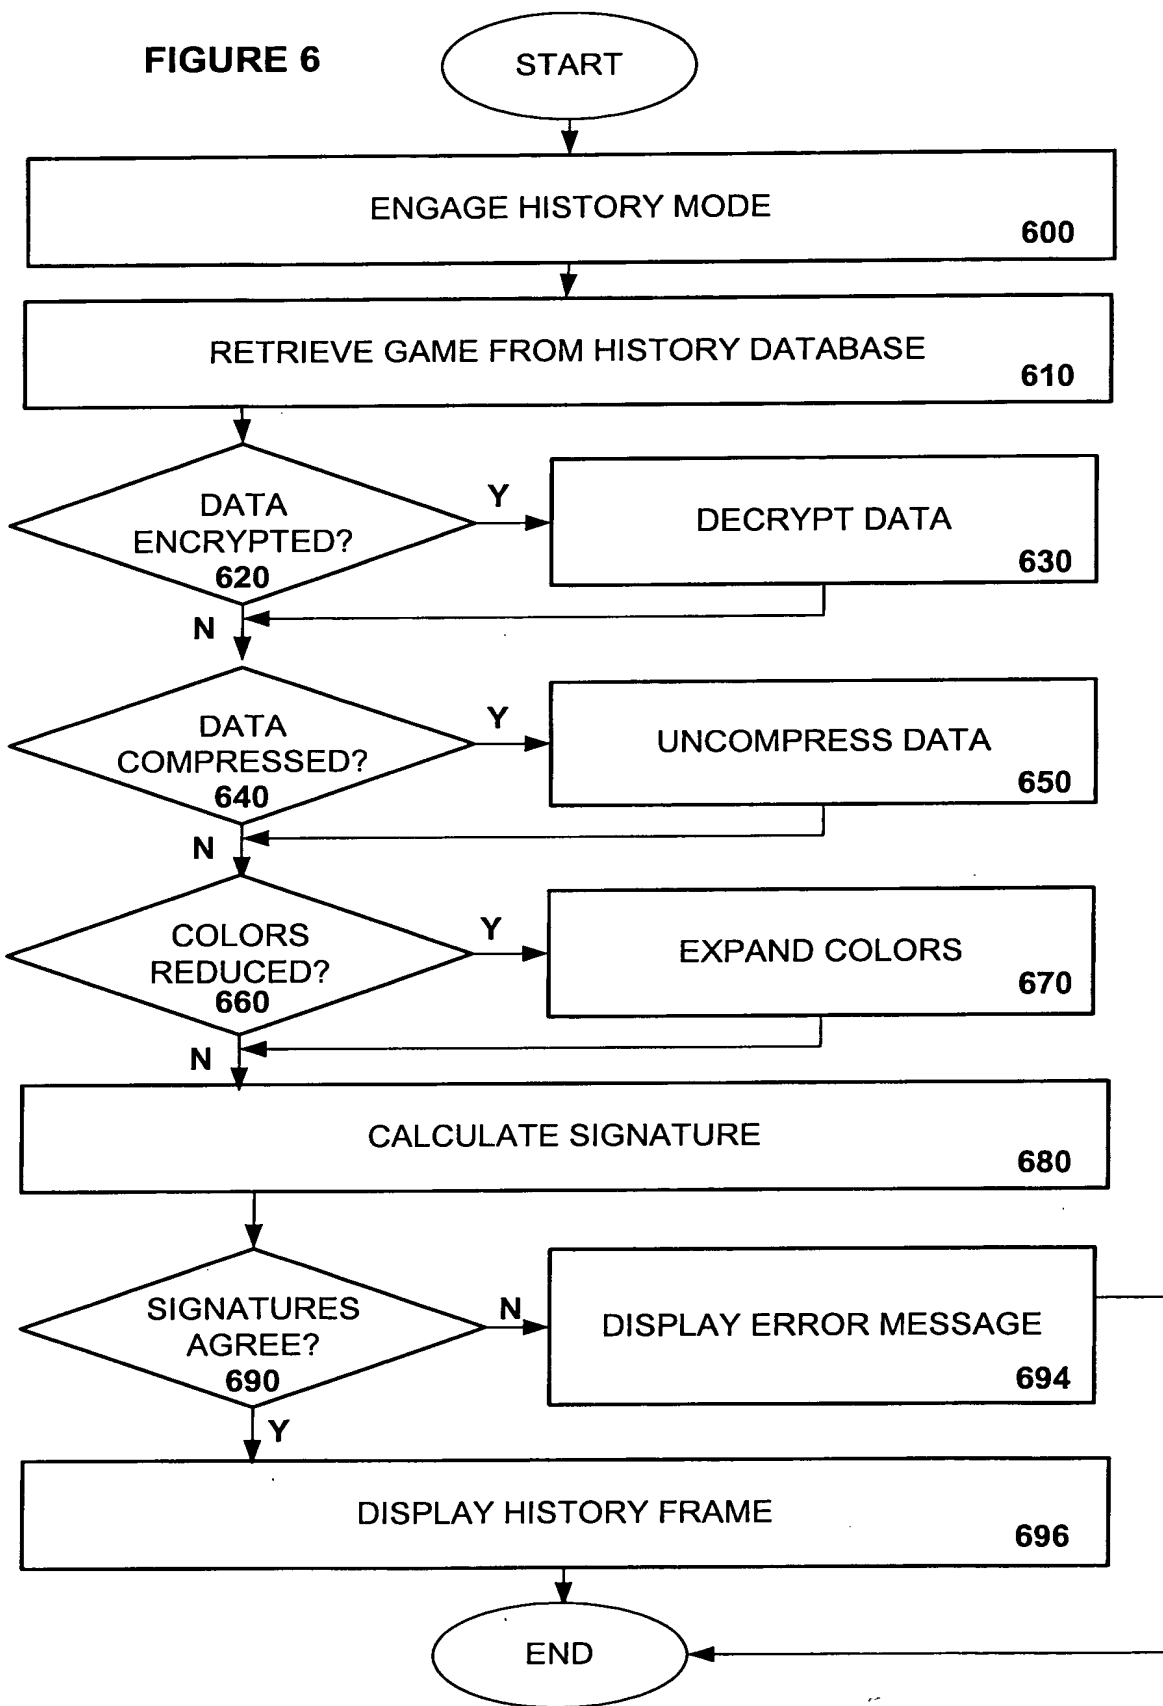 FIGURE 6
START
ENGAGE HISTORY MODE
600
RETRIEVE GAME FROM HISTORY DATABASE
610
DATA
ENCRYPTED?
620
Y
DECRYPT DATA
630
N
DATA
COMPRESSED?
640
Y
UNCOMPRESS DATA
650
N
COLORS
REDUCED?
660
Y
EXPAND COLORS
670
N
CALCULATE SIGNATURE
680
SIGNATURES
AGREE?
690
N
DISPLAY ERROR MESSAGE
694
Y
DISPLAY HISTORY FRAME
696
END